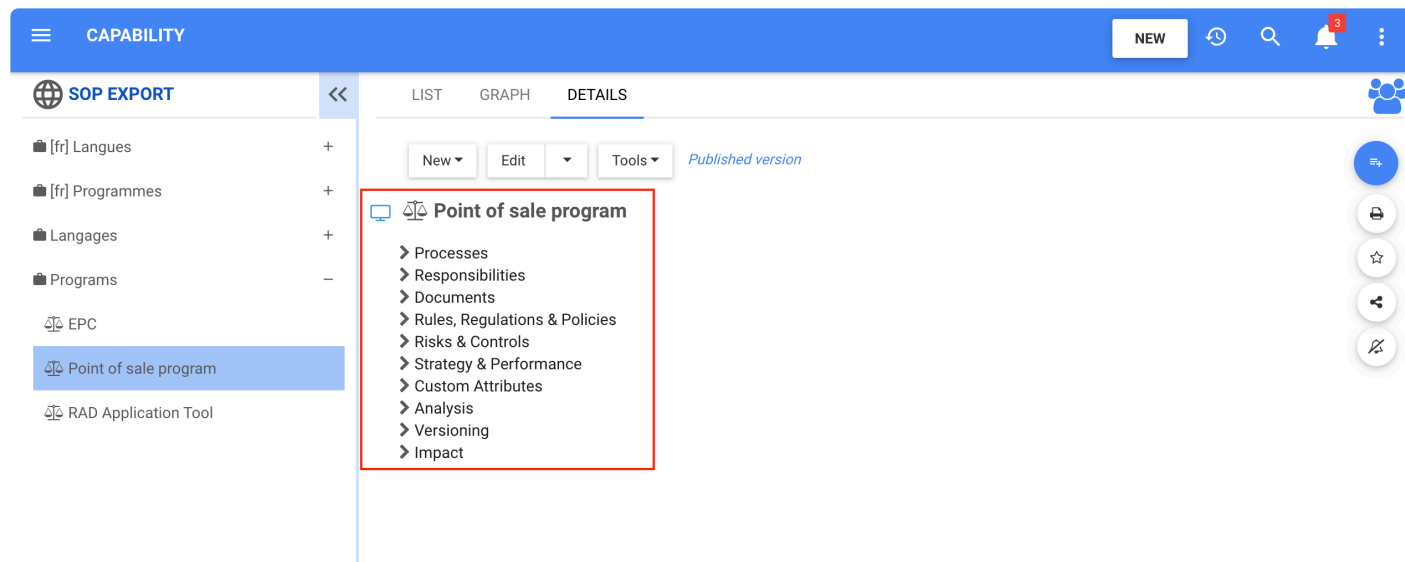 CAPABILITY
NEW
3
SOP EXPORT
LIST GRAPH DETAILS
[fr] Langues
[fr] Programmes
Langages
Programs
EPC
Point of sale program
RAD Application Tool
New Edit Tools Published version
Point of sale program
Processes
Responsibilities
Documents
Rules, Regulations & Policies
Risks & Controls
Strategy & Performance
Custom Attributes
Analysis
Versioning
Impact